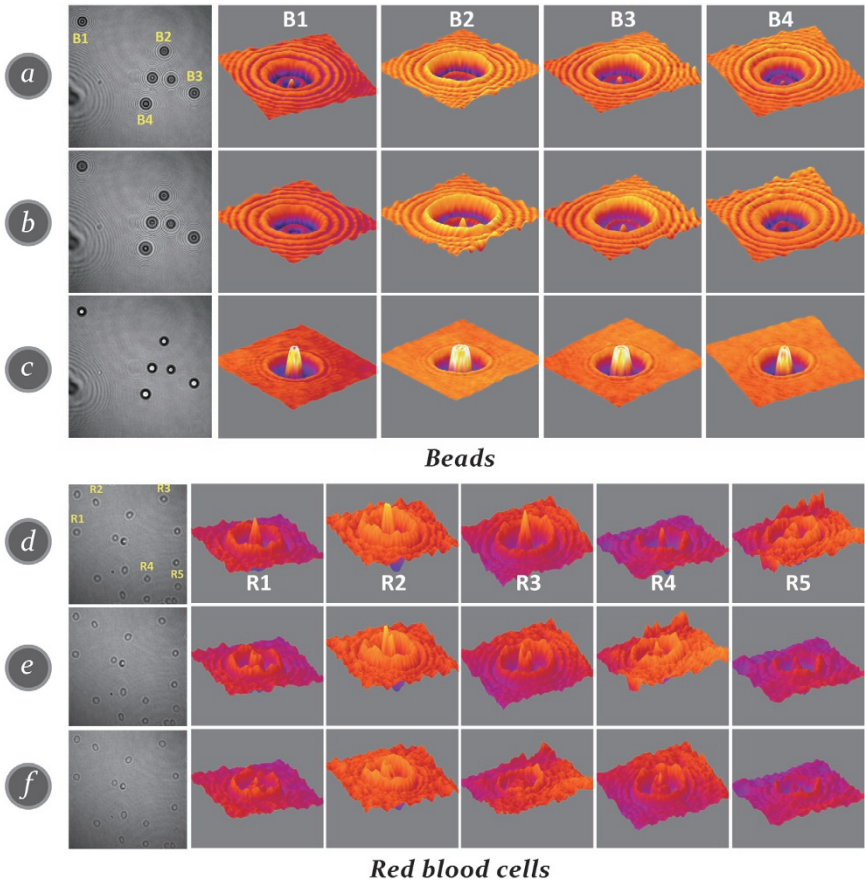 B1 B2 B3 B4
a
B1
B2
B3
B4
b
c
Beads
d
R1
R2
R3
R4
R5
R1 R2 R3 R4 R5
e
f
Red blood cells